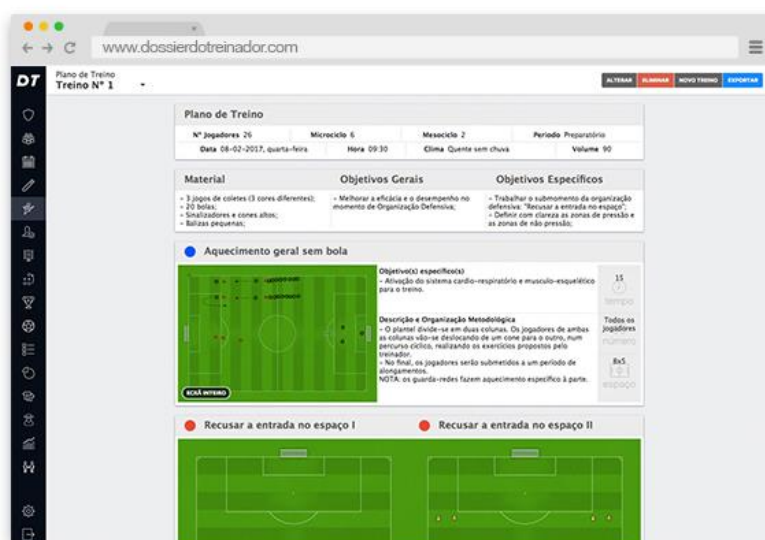 www.dossierdotreinador.com
DT
Plano de Treino
Treino Nº 1
ALTERAR ELIMINAR NOVO TREINO EXPORTAR
Plano de Treino
Nº Jogadores 26 Microciclo 6 Mesociclo 2 Período Preparatório
Data 08-02-2017, quarta-feira Hora 09:30 Clima Quente sem chuva Volume 90
Material
- 3 jogos de coletes (3 cores diferentes);
- 20 bolas;
- Sinalizadores e cones altos;
- Balizas pequenas;
Objetivos Gerais
- Melhorar a eficácia e o desempenho no
momento de Organização Defensiva;
Objetivos Específicos
- Trabalhar o submomento da organização
defensiva: "Recusar a entrada no espaço";
- Definir com clareza as zonas de pressão e
as zonas de não pressão;
Aquecimento geral sem bola
ECRÃ INTEIRO
Objetivo(s) específico(s)
- Ativação do sistema cardio-respiratório e musculo-esquelético
para o treino.
Descrição e Organização Metodológica
- O plantel divide-se em duas colunas. Os jogadores de ambas
as colunas vão-se deslocando de um cone para o outro, num
percurso cíclico, realizando os exercícios propostos pelo
treinador.
- No final, os jogadores serão submetidos a um período de
alongamentos.
NOTA: os guarda-redes fazem aquecimento específico à parte.
15
tempo
Todos os
jogadores
número
8x5
espaço
Recusar a entrada no espaço I
Recusar a entrada no espaço II